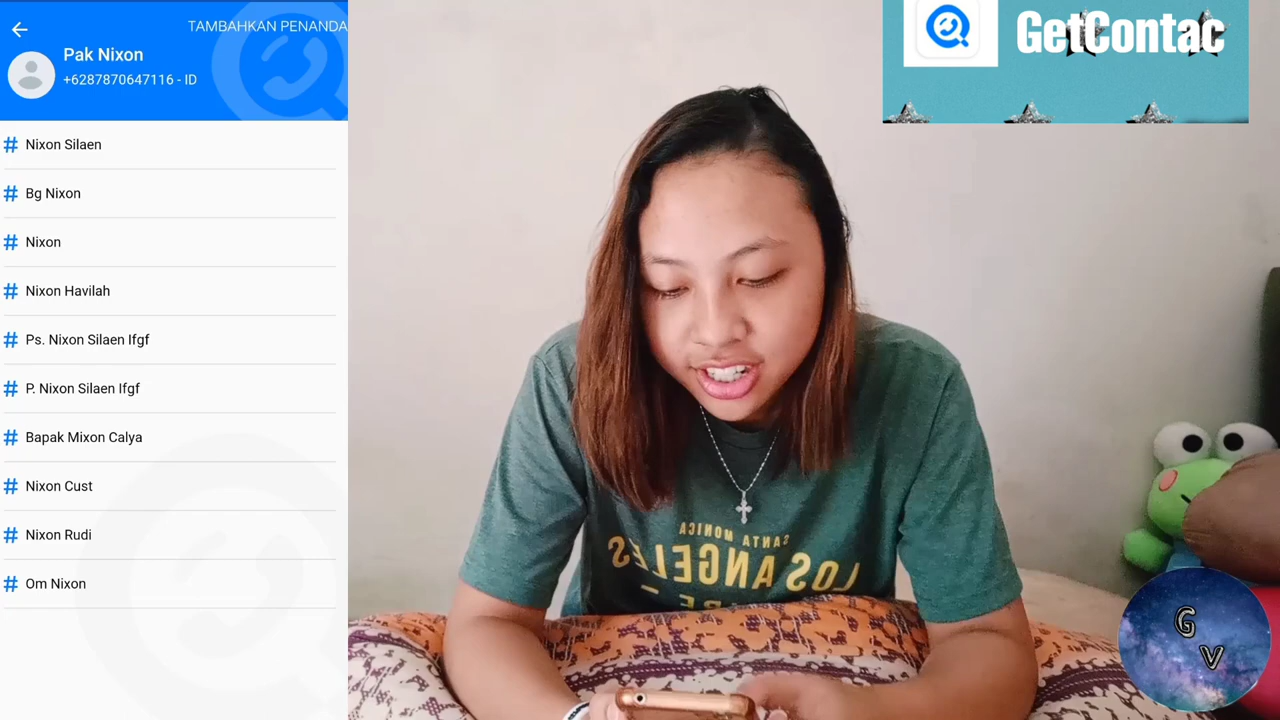 TAMBAHKAN PENANDA
Pak Nixon
+6287870647116 - ID
# Nixon Silaen
# Bg Nixon
# Nixon
# Nixon Havilah
# Ps. Nixon Silaen Ifgf
# P. Nixon Silaen Ifgf
# Bapak Mixon Calya
# Nixon Cust
# Nixon Rudi
# Om Nixon
GetContac
SANTA MONICA
LOS ANGELES
G
V